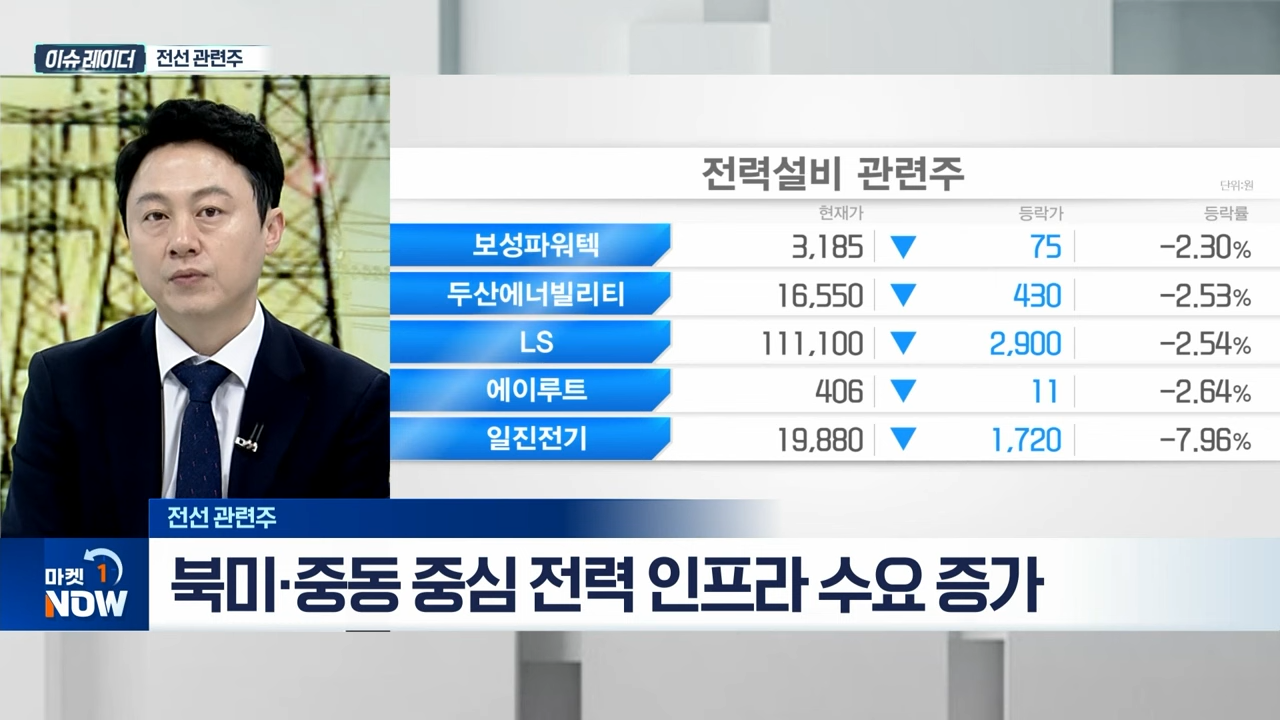 이슈레이더 전선 관련주
전력설비 관련주
단위:원
현재가 등락가 등락률
보성파워텍 3,185 ▼ 75 -2.30%
두산에너빌리티 16,550 ▼ 430 -2.53%
LS 111,100 ▼ 2,900 -2.54%
에이루트 406 ▼ 11 -2.64%
일진전기 19,880 ▼ 1,720 -7.96%
전선 관련주
마켓 1
NOW
북미·중동 중심 전력 인프라 수요 증가